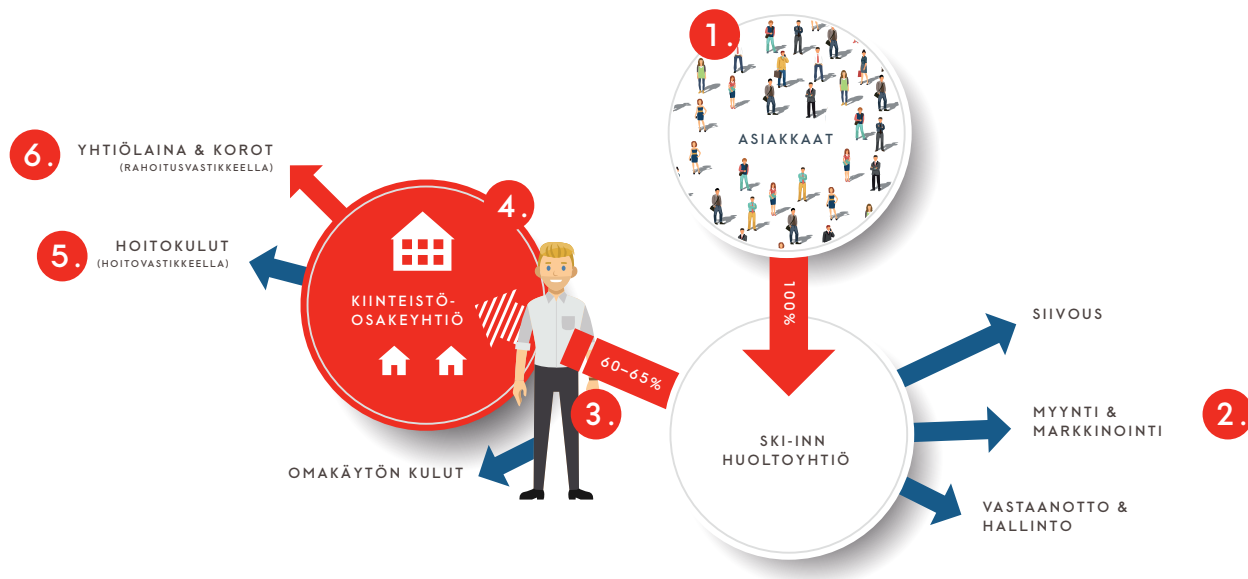 1.
ASIAKKAAT
100%
6.
YHTIÖLAINA & KOROT
(RAHOITUSVASTIKKEELLA)
5.
HOITOKULUT
(HOITOVASTIKKEELLA)
4.
KIINTEISTÖ-
OSAKEYHTIÖ
60–65%
3.
OMAKÄYTÖN KULUT
SKI-INN
HUOLTOYHTIÖ
SIIVOUS
MYYNTI &
MARKKINOINTI
2.
VASTAANOTTO &
HALLINTO